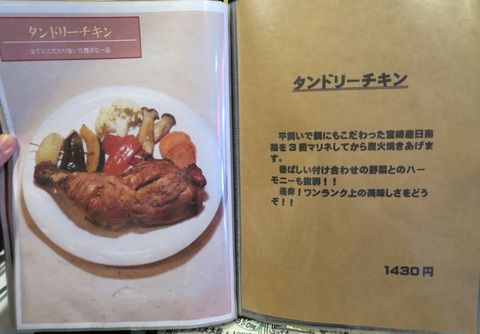 タンドリーチキン
全てにこだわり抜いた贅沢な一品
タンドリーチキン
平飼いで餌にもこだわった宮崎産日南
鶏を3回マリネしてから炭火焼きあげま
す。
香ばしい付け合わせの野菜とのハー
モニーも抜群!!
是非!ワンランク上の美味しさをどう
ぞ!!
1430円